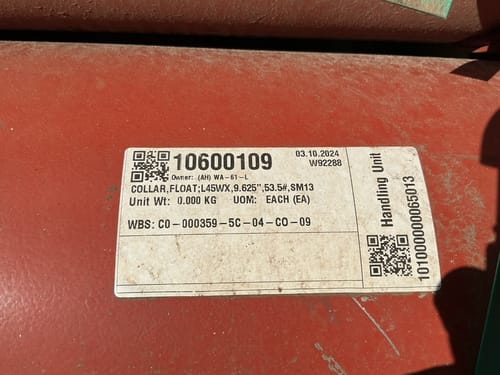 10600109
03.10.2024
W92288
Owner: (AH) WA-61-L
COLLAR,FLOAT;L45WX,9.625",53.5#,SM13
Unit Wt: 0.000 KG UOM: EACH (EA)
WBS: C0-000359-5C-04-CO-09
Handling Unit
1010000000065013